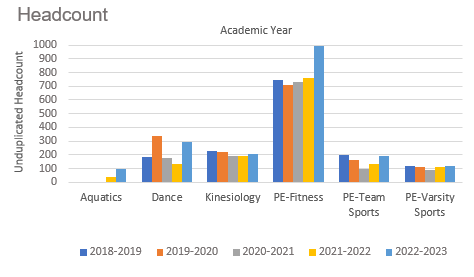 Headcount
Academic Year
Unduplicated Headcount
1000
900
800
700
600
500
400
300
200
100
0
Aquatics Dance Kinesiology PE-Fitness PE-Team Sports PE-Varsity Sports
2018-2019 2019-2020 2020-2021 2021-2022 2022-2023